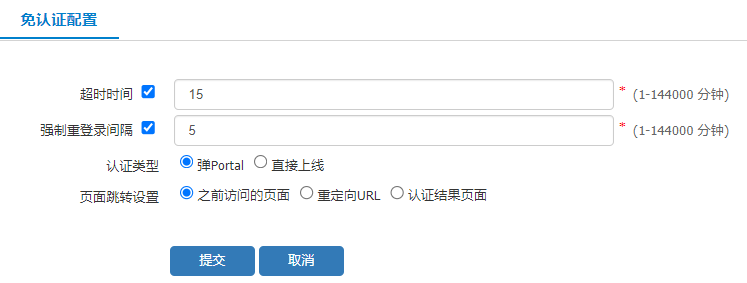 免认证配置
超时时间 15 * (1-144000 分钟)
强制重登录间隔 5 * (1-144000 分钟)
认证类型 弹Portal 直接上线
页面跳转设置 之前访问的页面 重定向URL 认证结果页面
提交 取消